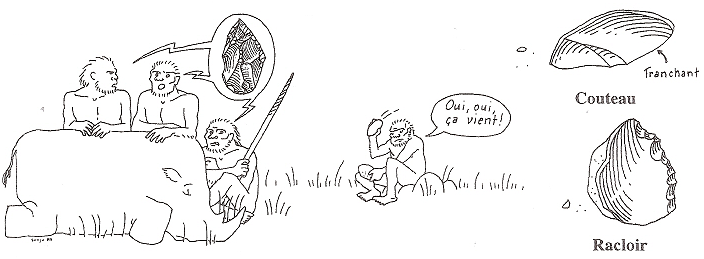 Oui, oui,
ça vient!
Tranchant
Couteau
Racloir